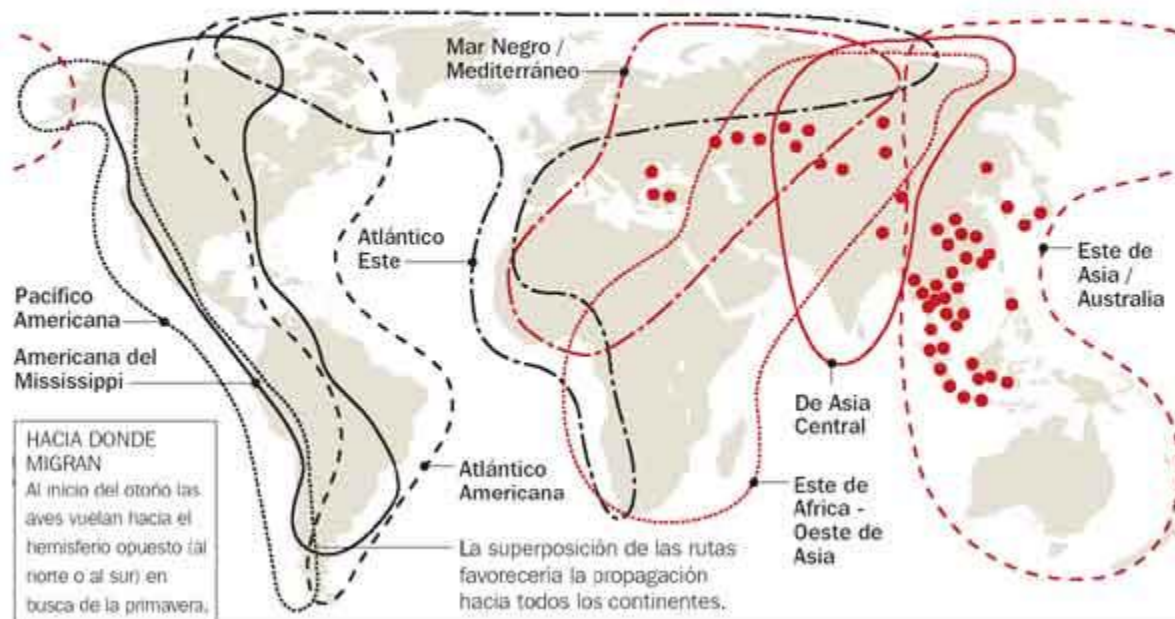 Mar Negro /
Mediterráneo
Atlántico
Este
Pacífico
Americana
Americana del
Mississippi
Este de
Asia /
Australia
De Asia
Central
Atlántico
Americana
Este de
Africa -
Oeste de
Asia
HACIA DONDE
MIGRAN
Al inicio del otoño las
aves vuelan hacia el
hemisferio opuesto (al
norte o al sur) en
busca de la primavera.
La superposición de las rutas
favorecería la propagación
hacia todos los continentes.